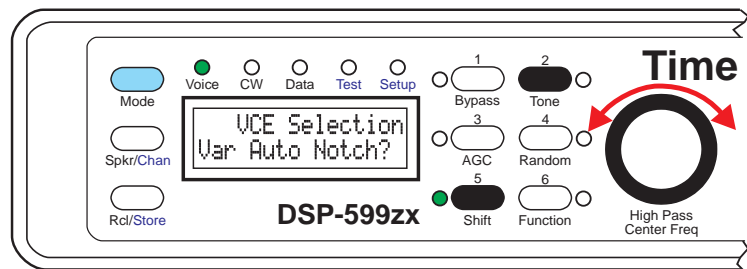 Time
Voice CW Data Test Setup
1 2
Mode
Bypass Tone
VCE Selection
Var Auto Notch?
3 4
Spkr/Chan
AGC Random
5 6
Rcl/Store
DSP-599zx
Shift Function
High Pass
Center Freq